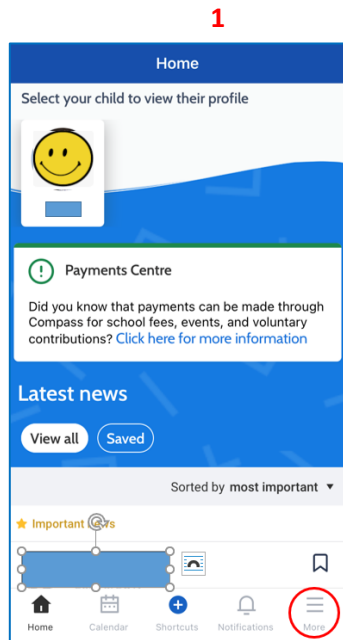 1
Home
Select your child to view their profile
Payments Centre
Did you know that payments can be made through
Compass for school fees, events, and voluntary
contributions? Click here for more information
Latest news
View all Saved
Sorted by most important
Important
Home Calendar Shortcuts Notifications More